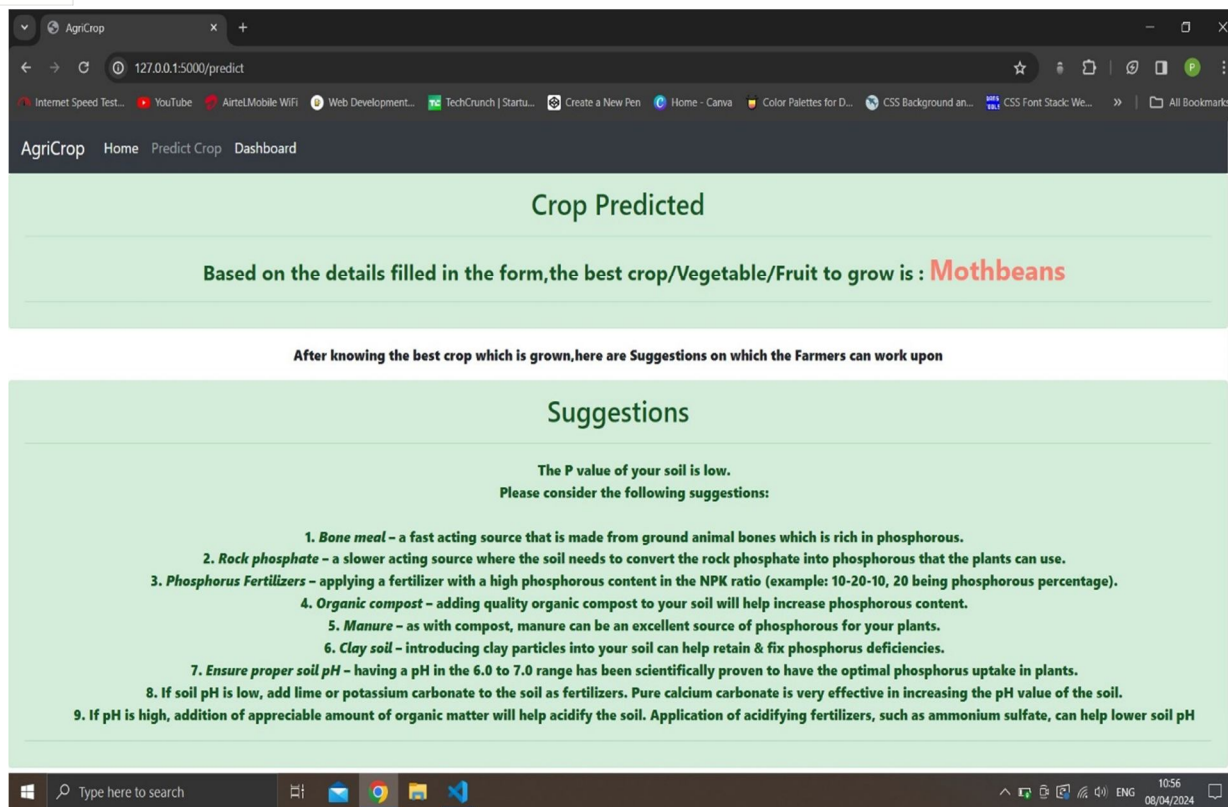 AgriCrop
127.0.0.1:5000/predict
Internet Speed Test... YouTube AirtelMobile WiFi Web Development... TechCrunch | Startu... Create a New Pen Home - Canva Color Palettes for D... CSS Background an... CSS Font Stack: We... » All Bookmarks
AgriCrop Home Predict Crop Dashboard
Crop Predicted
Based on the details filled in the form,the best crop/Vegetable/Fruit to grow is : Mothbeans
After knowing the best crop which is grown,here are Suggestions on which the Farmers can work upon
Suggestions
The P value of your soil is low.
Please consider the following suggestions:
1. Bone meal – a fast acting source that is made from ground animal bones which is rich in phosphorous.
2. Rock phosphate – a slower acting source where the soil needs to convert the rock phosphate into phosphorous that the plants can use.
3. Phosphorus Fertilizers – applying a fertilizer with a high phosphorous content in the NPK ratio (example: 10-20-10, 20 being phosphorous percentage).
4. Organic compost – adding quality organic compost to your soil will help increase phosphorous content.
5. Manure – as with compost, manure can be an excellent source of phosphorous for your plants.
6. Clay soil – introducing clay particles into your soil can help retain & fix phosphorus deficiencies.
7. Ensure proper soil pH – having a pH in the 6.0 to 7.0 range has been scientifically proven to have the optimal phosphorus uptake in plants.
8. If soil pH is low, add lime or potassium carbonate to the soil as fertilizers. Pure calcium carbonate is very effective in increasing the pH value of the soil.
9. If pH is high, addition of appreciable amount of organic matter will help acidify the soil. Application of acidifying fertilizers, such as ammonium sulfate, can help lower soil pH
Type here to search ENG 10:56
08/04/2024